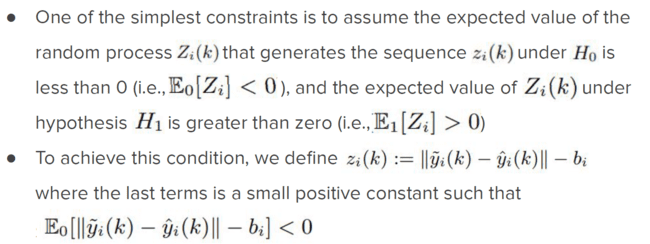 • One of the simplest constraints is to assume the expected value of the
random process Zᵢ(k) that generates the sequence zᵢ(k) under H₀ is
less than 0 (i.e., 𝔼₀[Zᵢ] < 0 ), and the expected value of Zᵢ(k) under
hypothesis H₁ is greater than zero (i.e., 𝔼₁[Zᵢ] > 0)
• To achieve this condition, we define zᵢ(k) := ‖ỹᵢ(k) − ŷᵢ(k)‖ − bᵢ
where the last terms is a small positive constant such that
𝔼₀[‖ỹᵢ(k) − ŷᵢ(k)‖ − bᵢ] < 0